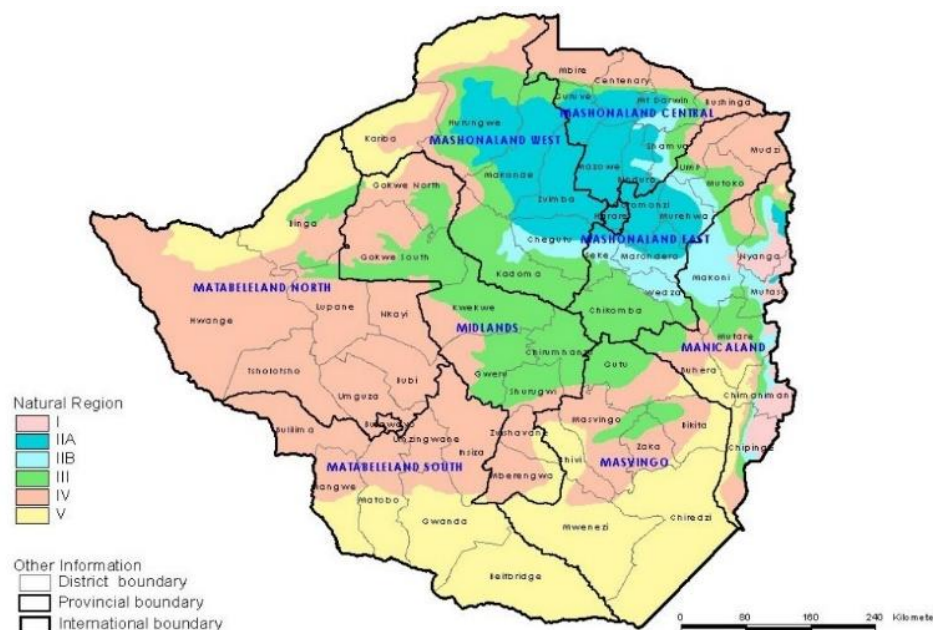 Mbire
Centenary
Guruve
Mt Darwin
Rushinga
MASHONALAND CENTRAL
Hurungwe
MASHONALAND WEST
Kariba
Shamva
Mudzi
Mazowe
UMP
Makonde
Bindura
Mutoko
Gokwe North
Zvimba
Goromonzi
Murehwa
Harare
Binga
Chegutu
MASHONALAND EAST
Seke
Marondera
Nyanga
Gokwe South
Makoni
Kadoma
Wedza
Mutasa
MATABELELAND NORTH
Lupane
Kwekwe
Chikomba
Hwange
Nkayi
MIDLANDS
Mutare
MANICALAND
Chirumhanzi
Tsholotsho
Gweru
Gutu
Buhera
Bubi
Shurugwi
Chimaniman
Umguza
Masvingo
Bikita
Bulilima
Bulawayo
Umzingwane
Zvishavane
Zaka
Chipinge
Insiza
Chivi
MASVINGO
MATABELELAND SOUTH
Mberengwa
Mangwe
Matobo
Chiredzi
Gwanda
Mwenezi
Beitbridge
Natural Region
I
IIA
IIB
III
IV
V
Other Information
District boundary
Provincial boundary
International boundary
0 80 160 240 Kilomete